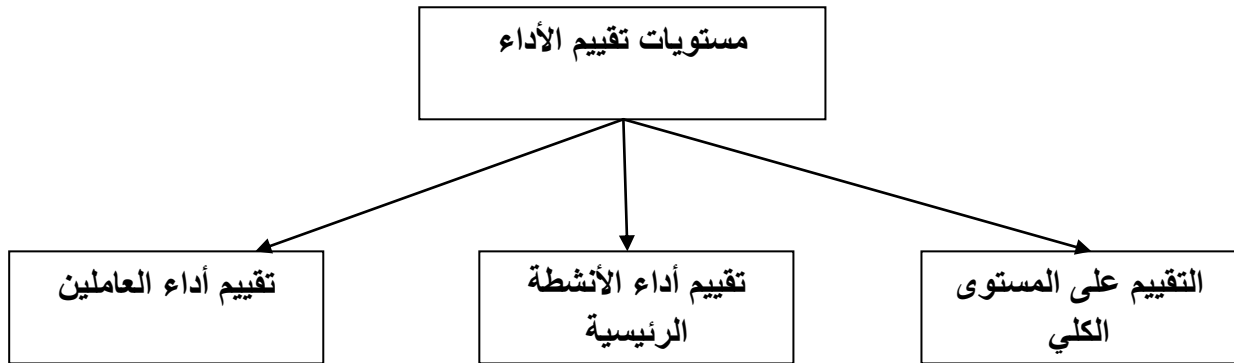 مستويات تقييم الأداء
التقييم على المستوى
الكلي
تقييم أداء الأنشطة
الرئيسية
تقييم أداء العاملين